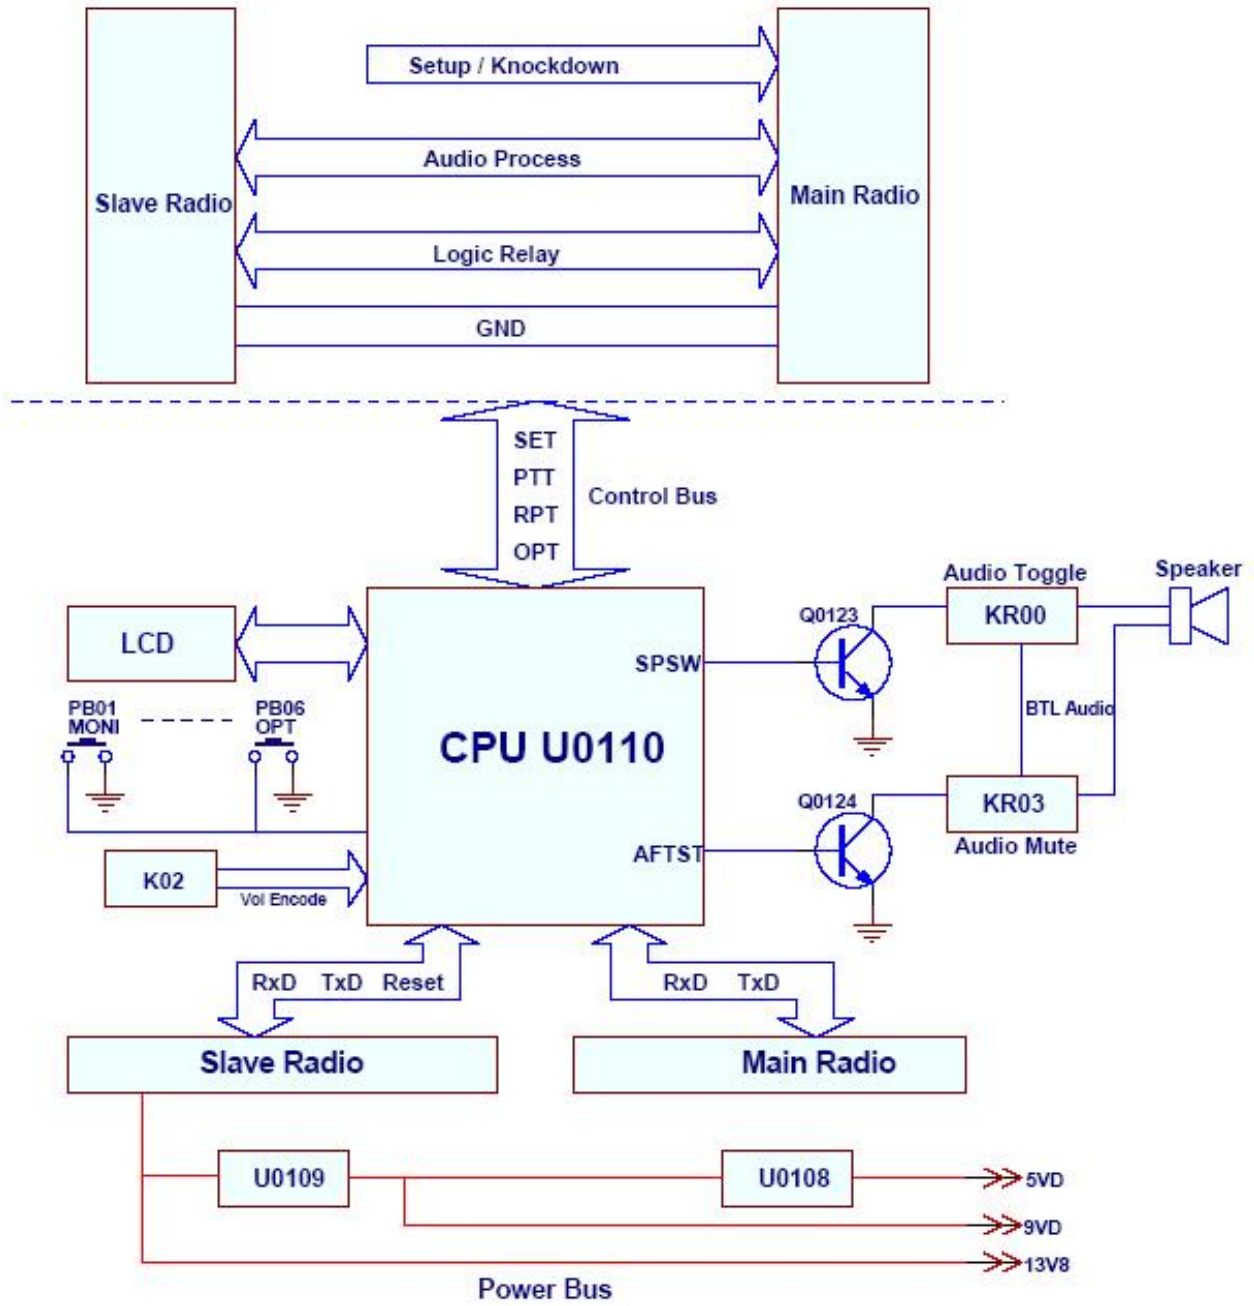 Setup / Knockdown
Audio Process
Slave Radio
Main Radio
Logic Relay
GND
SET
PTT
RPT
OPT
Control Bus
Audio Toggle
Speaker
LCD
Q0123
KR00
SPSW
PB01
MONI
PB06
OPT
BTL Audio
CPU U0110
Q0124
KR03
Audio Mute
AFTST
K02
Vol Encode
RxD TxD Reset
RxD TxD
Slave Radio
Main Radio
U0109
U0108
5VD
9VD
13V8
Power Bus